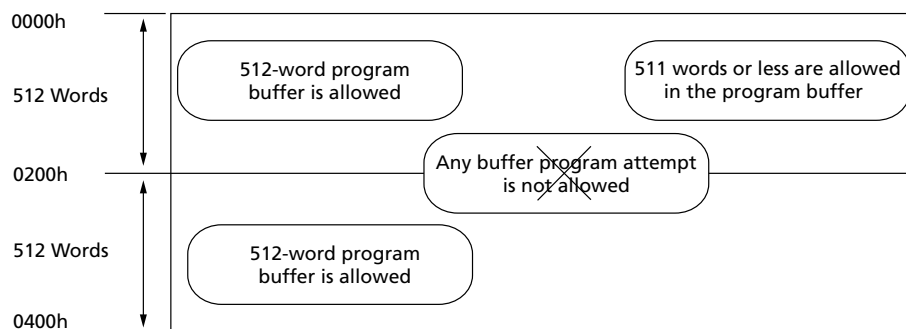 0000h
512-word program
buffer is allowed
511 words or less are allowed
in the program buffer
512 Words
Any buffer program attempt
is not allowed
0200h
512 Words
512-word program
buffer is allowed
0400h